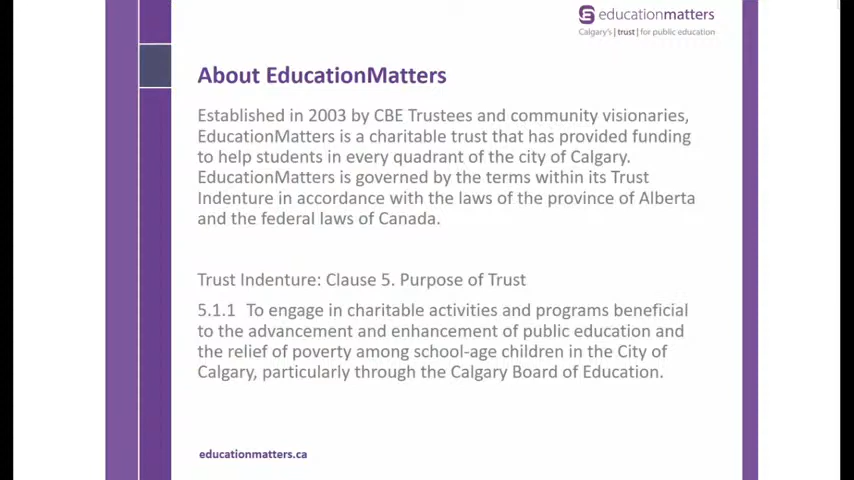 educationmatters
Calgary's | trust | for public education
About EducationMatters
Established in 2003 by CBE Trustees and community visionaries,
EducationMatters is a charitable trust that has provided funding
to help students in every quadrant of the city of Calgary.
EducationMatters is governed by the terms within its Trust
Indenture in accordance with the laws of the province of Alberta
and the federal laws of Canada.
Trust Indenture: Clause 5. Purpose of Trust
5.1.1 To engage in charitable activities and programs beneficial
to the advancement and enhancement of public education and
the relief of poverty among school-age children in the City of
Calgary, particularly through the Calgary Board of Education.
educationmatters.ca